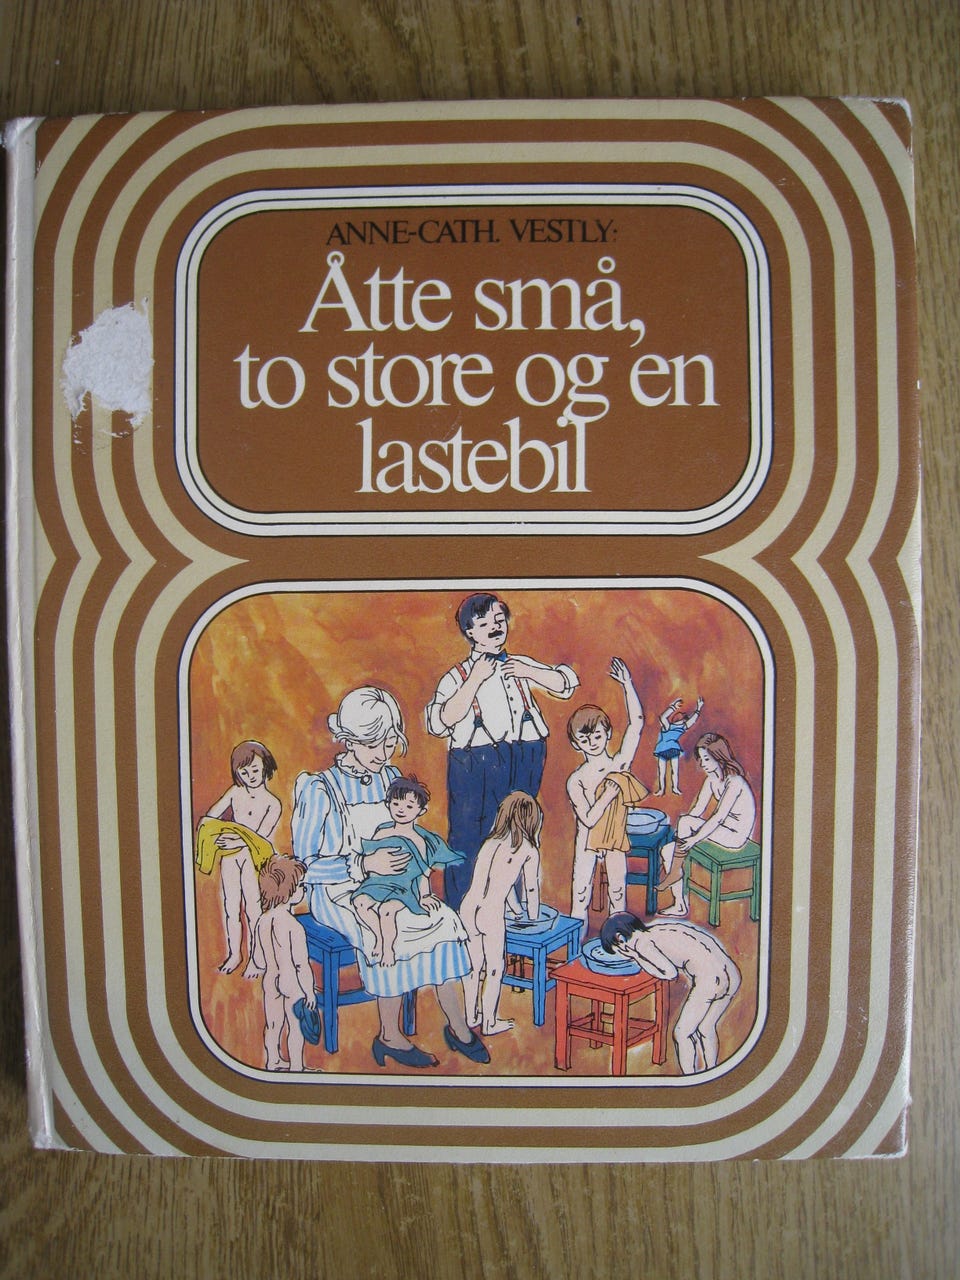 ANNE-CATH. VESTLY:
Åtte små,
to store og en
lastebil